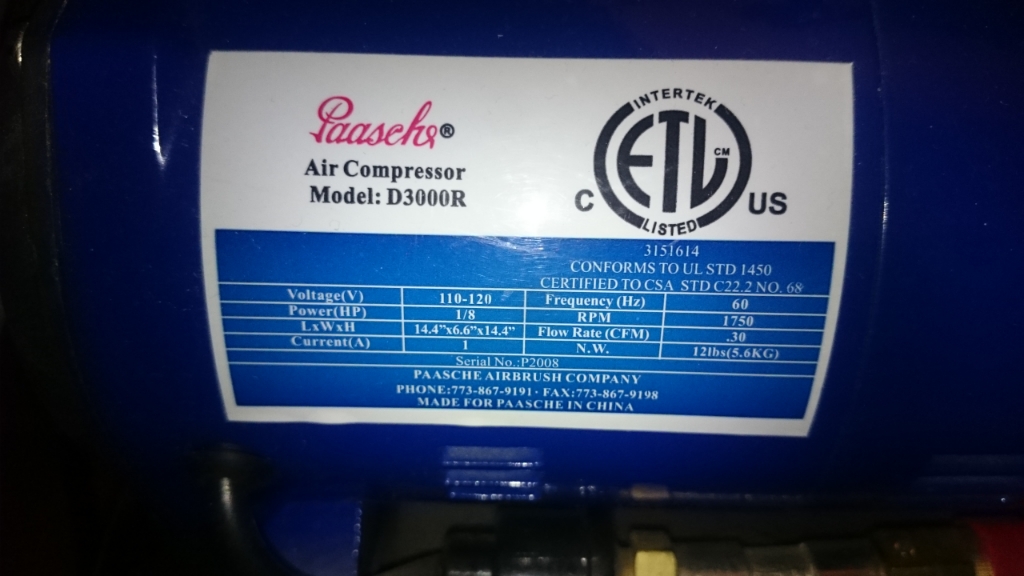 Paasche®
Air Compressor
Model: D3000R
INTERTEK
ETL CM
C US
LISTED
3151614
CONFORMS TO UL STD 1450
CERTIFIED TO CSA STD C22.2 NO. 68
Voltage(V) 110-120 Frequency (Hz) 60
Power(HP) 1/8 RPM 1750
LxWxH 14.4"x6.6"x14.4" Flow Rate (CFM) .30
Current(A) 1 N.W. 12lbs(5.6KG)
Serial No.:P2008
PAASCHE AIRBRUSH COMPANY
PHONE:773-867-9191 · FAX:773-867-9198
MADE FOR PAASCHE IN CHINA